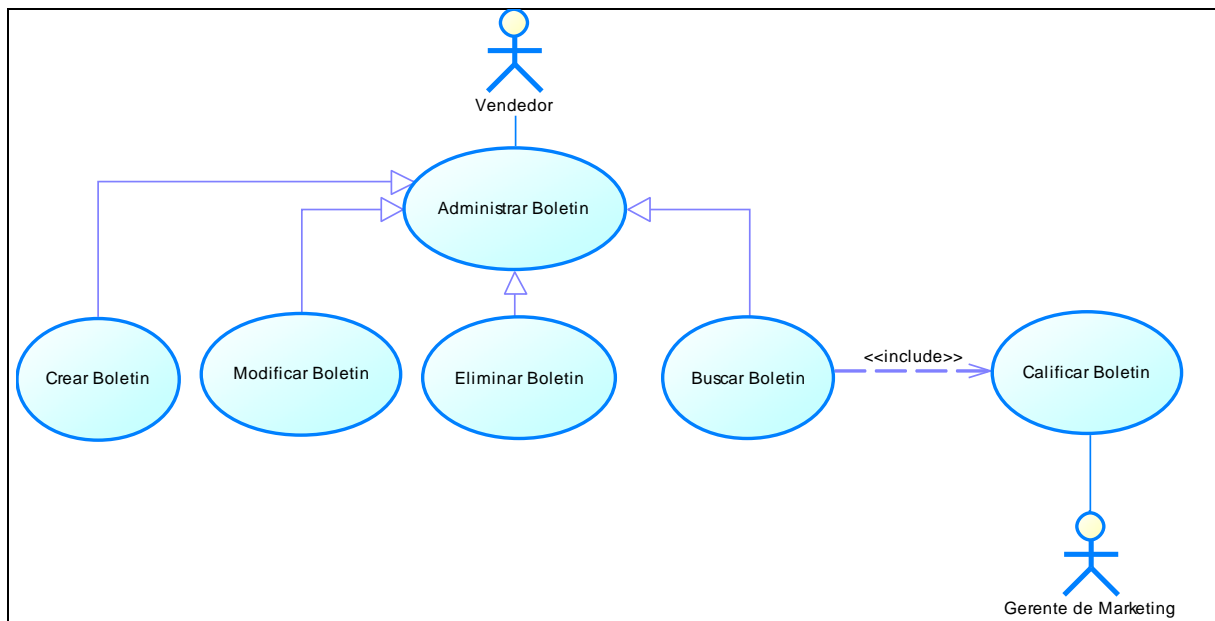 Vendedor
Administrar Boletin
Crear Boletin
Modificar Boletin
Eliminar Boletin
Buscar Boletin
<<include>>
Calificar Boletin
Gerente de Marketing